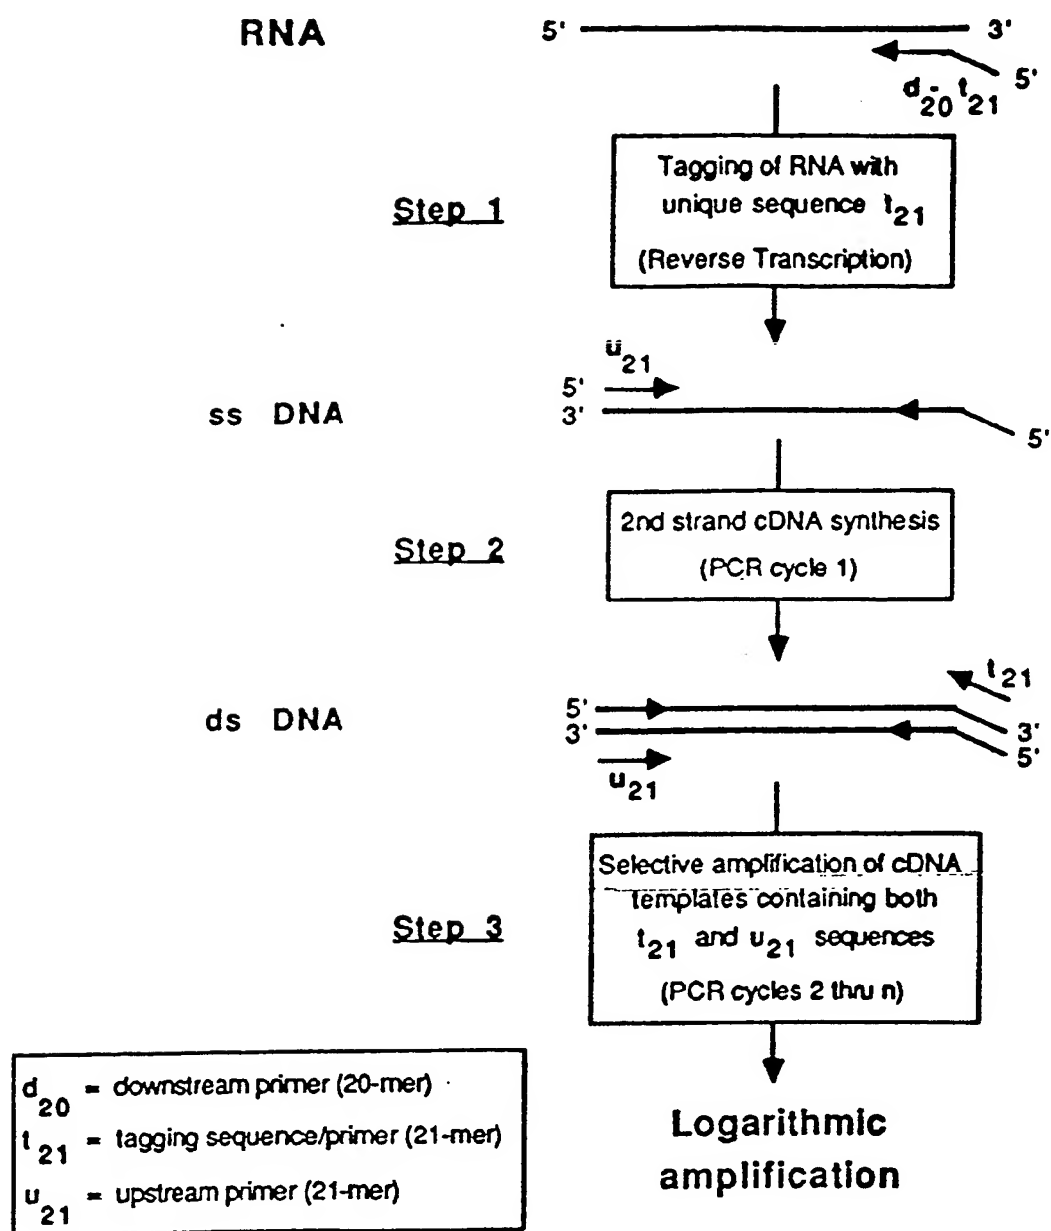 RNA
5' 3'
5'
d20- t21
Step 1
Tagging of RNA with
unique sequence t21
(Reverse Transcription)
u21
5'
ss DNA
3'
5'
Step 2
2nd strand cDNA synthesis
(PCR cycle 1)
t21
ds DNA
5' 3'
3' 5'
u21
Step 3
Selective amplification of cDNA
templates containing both
t21 and u21 sequences
(PCR cycles 2 thru n)
Logarithmic
amplification
d20 = downstream primer (20-mer)
t21 = tagging sequence/primer (21-mer)
u21 = upstream primer (21-mer)